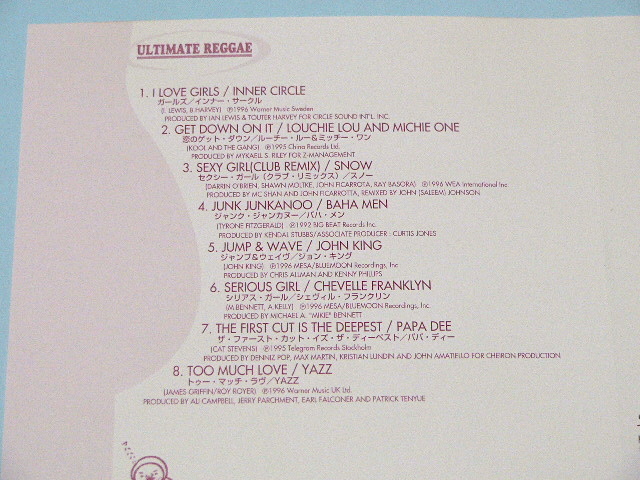 ULTIMATE REGGAE
1. I LOVE GIRLS / INNER CIRCLE
ガールズ／インナー・サークル
(I. LEWIS, B HARVEY) ℗1996 Warner Music Sweden
PRODUCED BY IAN LEWIS & TOUTER HARVEY FOR CIRCLE SOUND INT'L. INC.
2. GET DOWN ON IT / LOUCHIE LOU AND MICHIE ONE
恋のゲット・ダウン／ルーチー・ルー＆ミッチー・ワン
(KOOL AND THE GANG) ℗1995 China Records Ltd.
PRODUCED BY MYKAELL S. RILEY FOR Z-MANAGEMENT
3. SEXY GIRL(CLUB REMIX) / SNOW
セクシー・ガール（クラブ・リミックス）／スノー
(DARRIN O'BRIEN, SHAWN MOLTKE, JOHN FICARROTA, RAY BASORA) ℗1996 WEA International Inc
PRODUCED BY MC SHAN AND JOHN FICARROTTA, REMIXED BY JOHN (SALEEM) JOHNSON.
4. JUNK JUNKANOO / BAHA MEN
ジャンク・ジャンカヌー／バハ・メン
(TYRONE FITZGERALD) ℗1992 BIG BEAT Records Inc.
PRODUCED BY KENDAL STUBBS/ASSOCIATE PRODUCER : CURTIS JONES
5. JUMP & WAVE / JOHN KING
ジャンプ＆ウェイヴ／ジョン・キング
(JOHN KING) ℗1996 MESA/BLUEMOON Recordings, Inc
PRODUCED BY CHRIS ALLMAN AND KENNY PHILLIPS
6. SERIOUS GIRL / CHEVELLE FRANKLYN
シリアス・ガール／シェヴィル・フランクリン
(M.BENNETT, A.KELLY) ℗1996 MESA/BLUEMOON Recordings, Inc.
PRODUCED BY MICHAEL A. "MIKIE" BENNETT
7. THE FIRST CUT IS THE DEEPEST / PAPA DEE
ザ・ファースト・カット・イズ・ザ・ディーペスト／パパ・ディー
(CAT STEVENS) ℗1995 Telegram Records Stockholm
PRODUCED BY DENNIZ POP, MAX MARTIN, KRISTIAN LUNDIN AND JOHN AMATIELLO FOR CHEIRON PRODUCTION
8. TOO MUCH LOVE / YAZZ
トゥー・マッチ・ラヴ／YAZZ
(JAMES GRIFFIN/ROY ROYER) ℗1996 Warner Music UK Ltd.
PRODUCED BY ALI CAMPBELL, JERRY PARCHMENT, EARL FALCONER AND PATRICK TENYUE